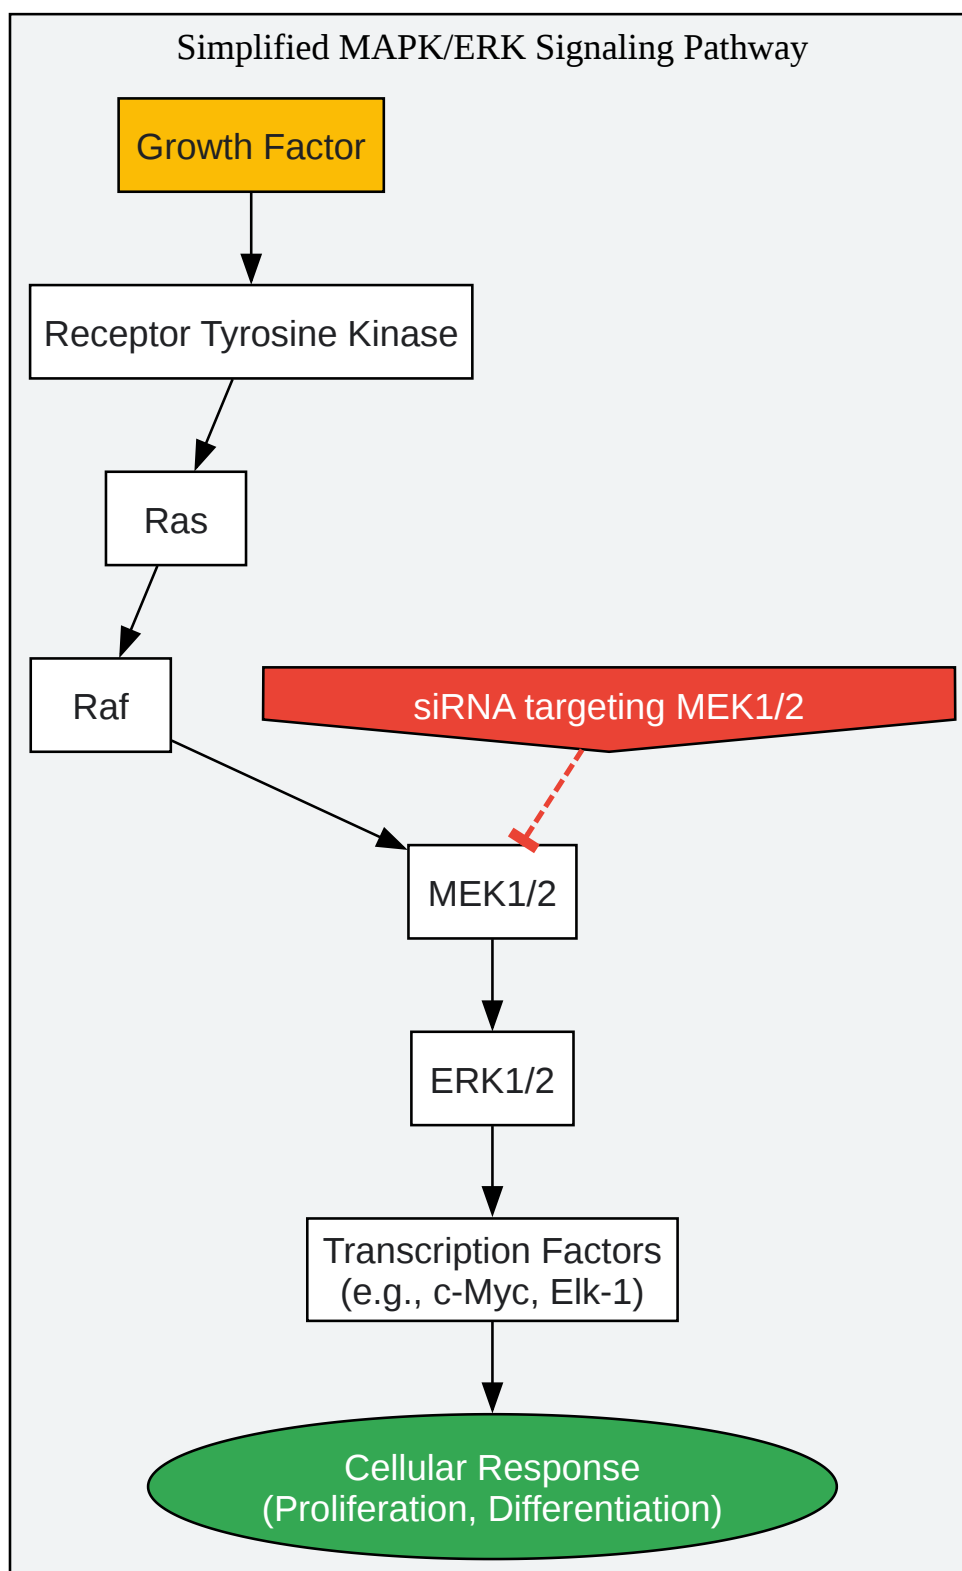 Simplified MAPK/ERK Signaling Pathway
Growth Factor
Receptor Tyrosine Kinase
Ras
Raf
siRNA targeting MEK1/2
MEK1/2
ERK1/2
Transcription Factors
(e.g., c-Myc, Elk-1)
Cellular Response
(Proliferation, Differentiation)